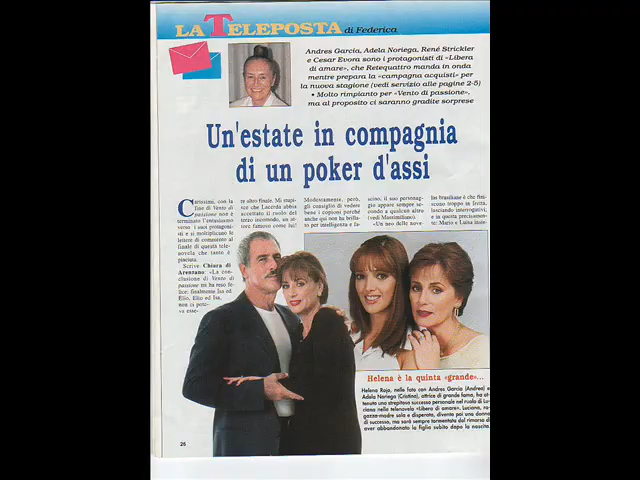 LA TELEPOSTA di Federica
Andres Garcia, Adela Noriega, René Strickler
e Cesar Evora sono i protagonisti di «Libera
di amare», che Retequattro manda in onda
mentre prepara la «campagna acquisti» per
la nuova stagione (vedi servizio alle pagine 2-5)
• Molto rimpianto per «Vento di passione»,
ma al proposito ci saranno gradite sorprese
Un'estate in compagnia
di un poker d'assi
Carissimi, con la
fine di Vento di
passione non è
terminato l'entusiasmo
verso i suoi protagonisti
e si moltiplicano le
lettere di commento al
finale di questa telenovela
che tanto è
piaciuta.
Scrive Chiara di
Arenzano: «La conclusione
di Vento di
passione mi ha reso felice:
finalmente Isa ed
Elio, Elio ed Isa,
non ci poteva
esse-
re altro finale. Mi stupisce
che Lacerda abbia
accettato il ruolo del
terzo incomodo, un attore
famoso come lui!
Modestamente, però,
gli consiglio di vedere
bene i copioni perché
anche qui non ha brillato
per intelligenza e fa-
scino, il suo personaggio
appare sempre secondo
a qualcun altro
(vedi Massimiliano).
"Un neo delle nove-
las brasiliane è che finiscono
troppo in fretta,
lasciando interrogativi,
e in questa precisamente:
Mario e Luisa insie-
Helena è la quinta «grande»...
Helena Rojo, nelle foto con Andres Garcia (Andrea) e
Adela Noriega (Cristina), attrice di grande fama, ha ottenuto
uno strepitoso successo personale nel ruolo di Luciana
nella telenovela «Libera di amare». Luciana, ragazza-madre
sola e disperata, divente poi una donna
di successo, ma sarà sempre tormentata dal rimorso di
aver abbandonato la figlia subito dopo la nascita.
26